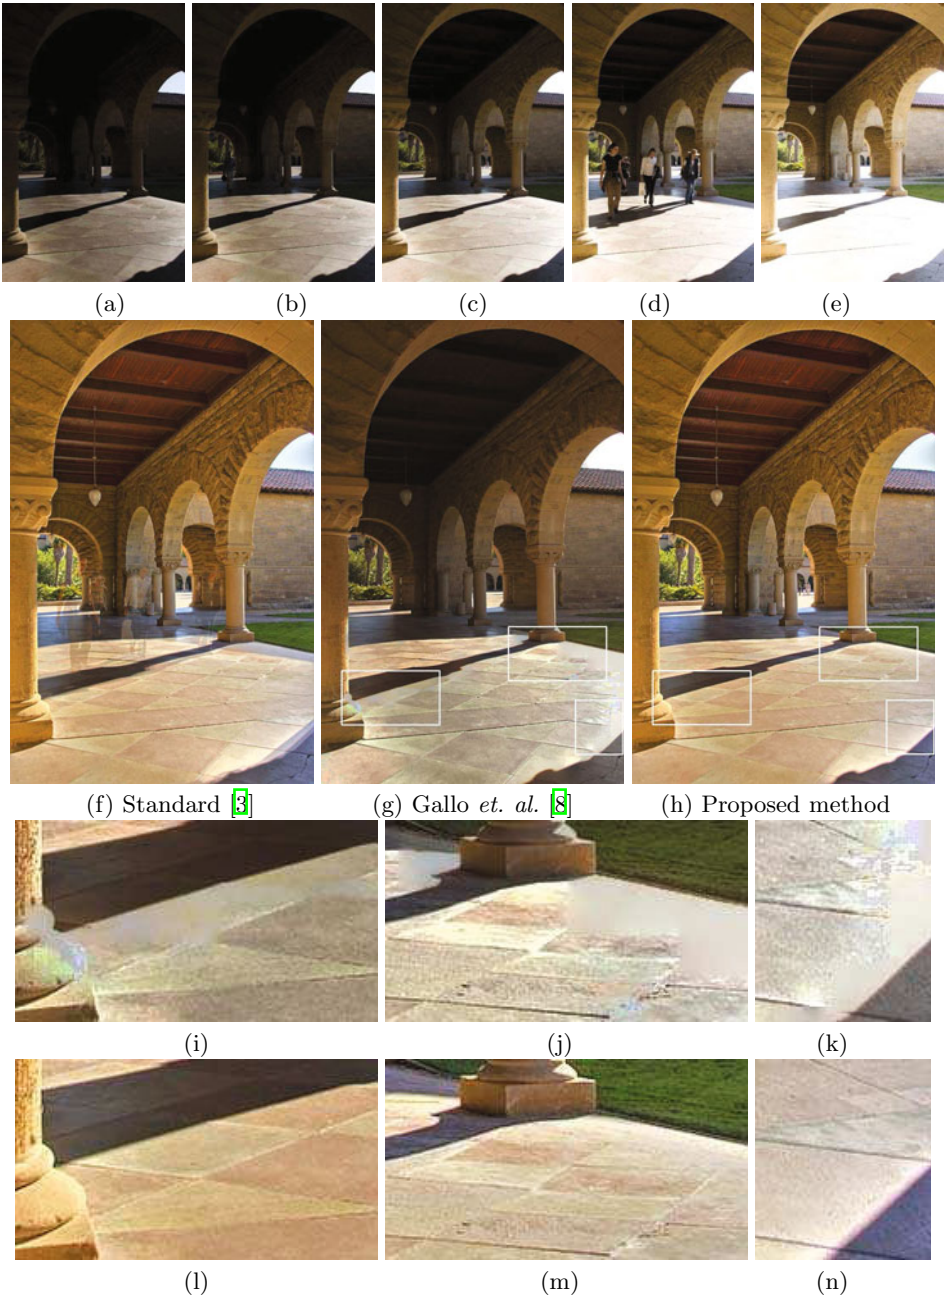 (a) (b) (c) (d) (e)
(f) Standard [3] (g) Gallo et. al. [8] (h) Proposed method
(i) (j) (k)
(l) (m) (n)